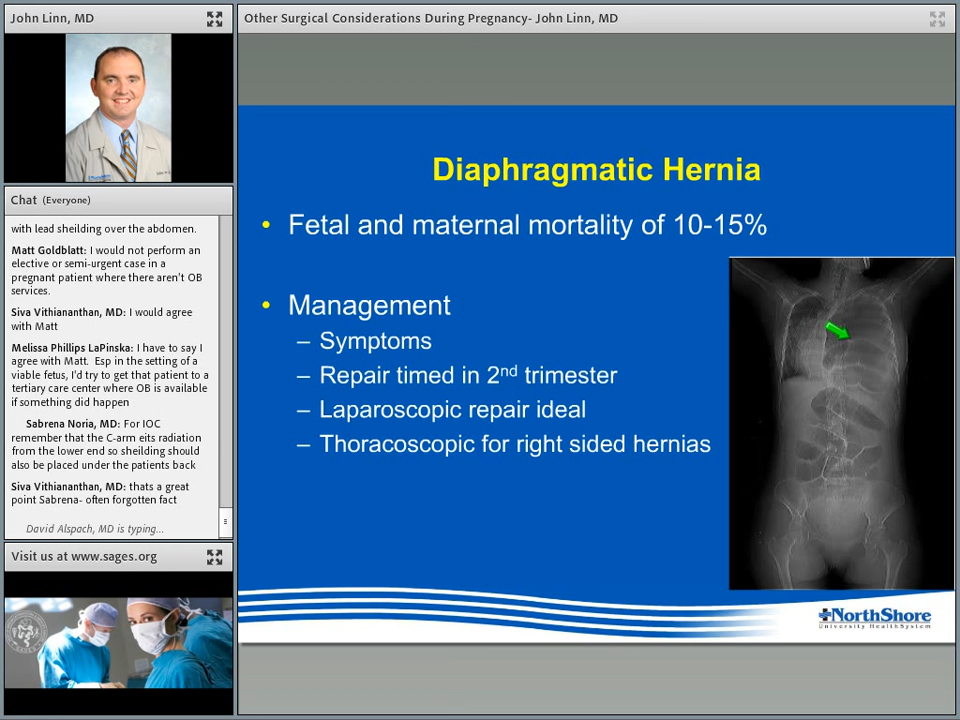 John Linn, MD
Other Surgical Considerations During Pregnancy- John Linn, MD
Chat (Everyone)
with lead sheilding over the abdomen.
Matt Goldblatt: I would not perform an
elective or semi-urgent case in a
pregnant patient where there aren't OB
services.
Siva Vithiananthan, MD: I would agree
with Matt
Melissa Phillips LaPinska: I have to say I
agree with Matt. Esp in the setting of a
viable fetus, I'd try to get that patient to a
tertiary care center where OB is available
if something did happen
Sabrena Noria, MD: For IOC
remember that the C-arm eits radiation
from the lower end so sheilding should
also be placed under the patients back
Siva Vithiananthan, MD: thats a great
point Sabrena- often forgotten fact
David Alspach, MD is typing...
Visit us at www.sages.org
Diaphragmatic Hernia
• Fetal and maternal mortality of 10-15%
• Management
– Symptoms
– Repair timed in 2nd trimester
– Laparoscopic repair ideal
– Thoracoscopic for right sided hernias
NorthShore
University HealthSystem